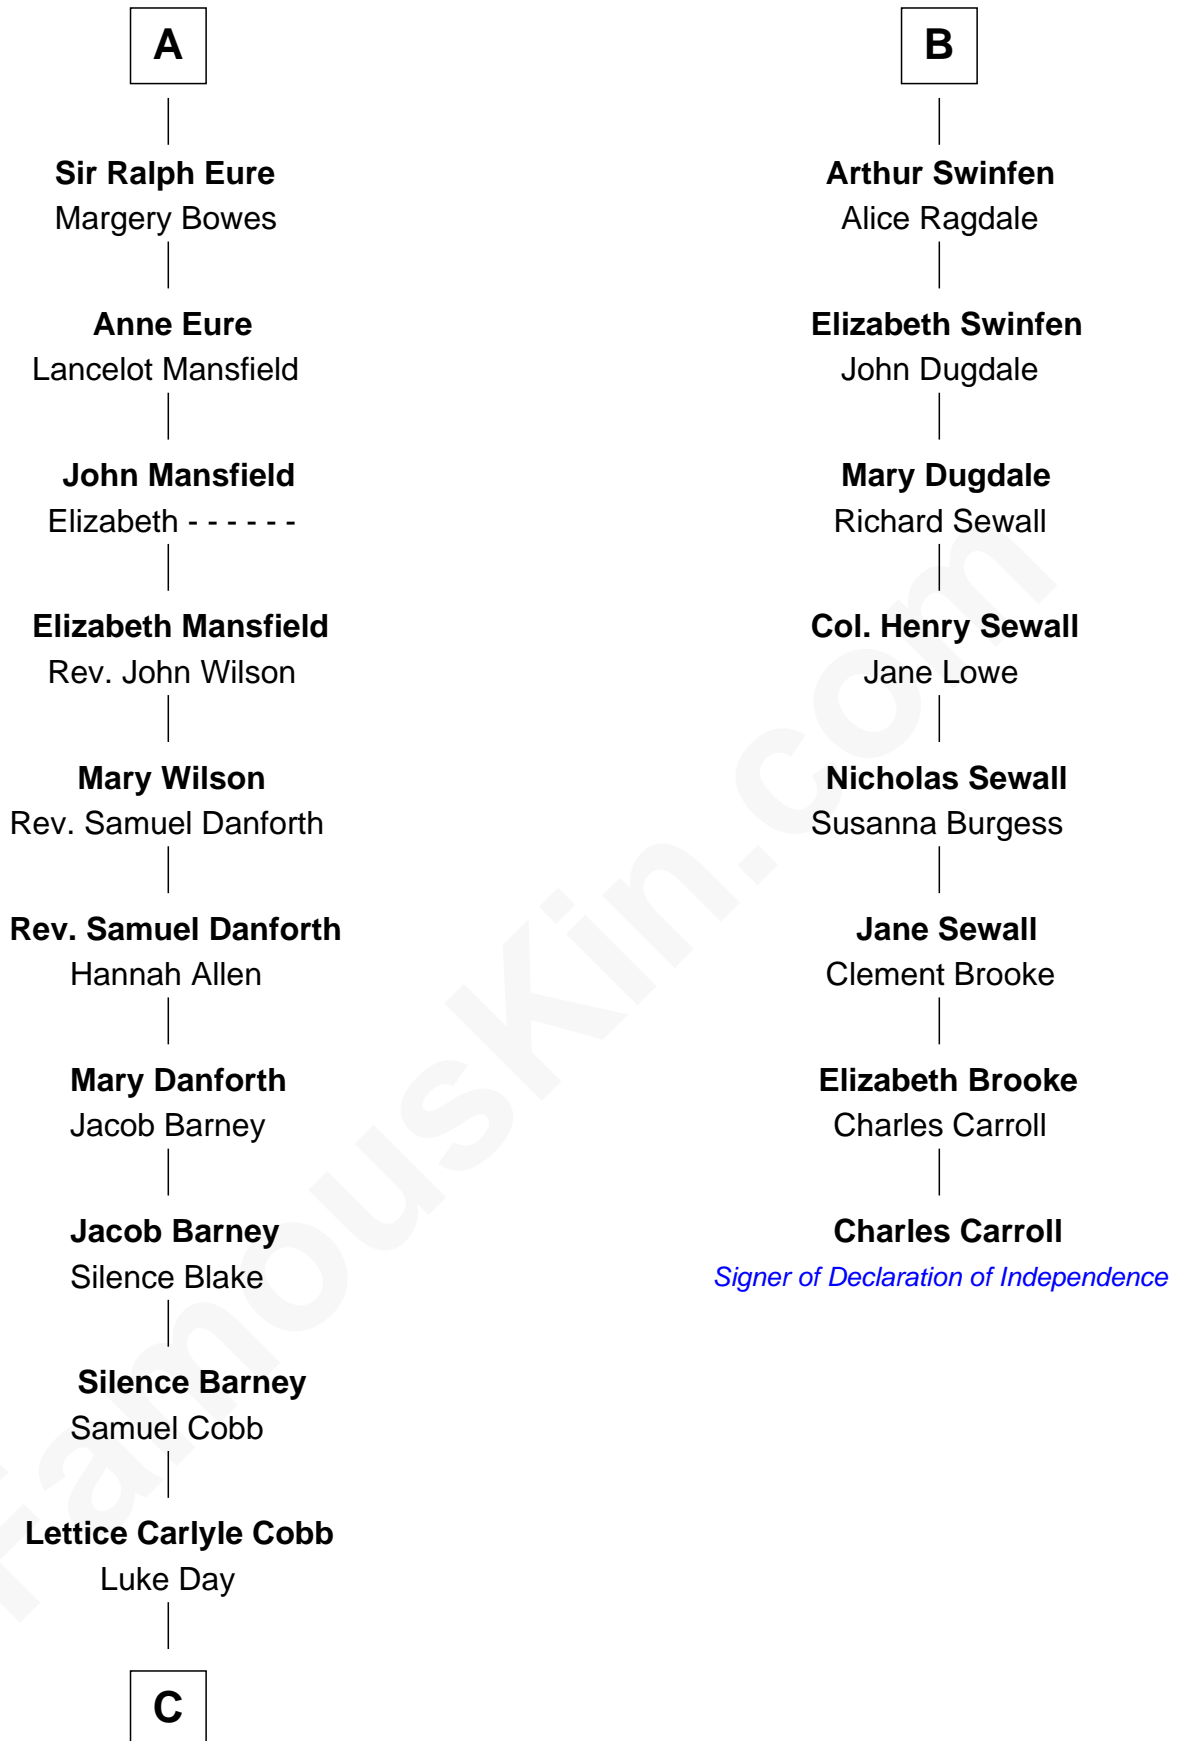 A
Sir Ralph Eure
Margery Bowes
Anne Eure
Lancelot Mansfield
John Mansfield
Elizabeth - - - - - -
Elizabeth Mansfield
Rev. John Wilson
Mary Wilson
Rev. Samuel Danforth
Rev. Samuel Danforth
Hannah Allen
Mary Danforth
Jacob Barney
Jacob Barney
Silence Blake
Silence Barney
Samuel Cobb
Lettice Carlyle Cobb
Luke Day
C
B
Arthur Swinfen
Alice Ragdale
Elizabeth Swinfen
John Dugdale
Mary Dugdale
Richard Sewall
Col. Henry Sewall
Jane Lowe
Nicholas Sewall
Susanna Burgess
Jane Sewall
Clement Brooke
Elizabeth Brooke
Charles Carroll
Charles Carroll
Signer of Declaration of Independence
FamousKin.com